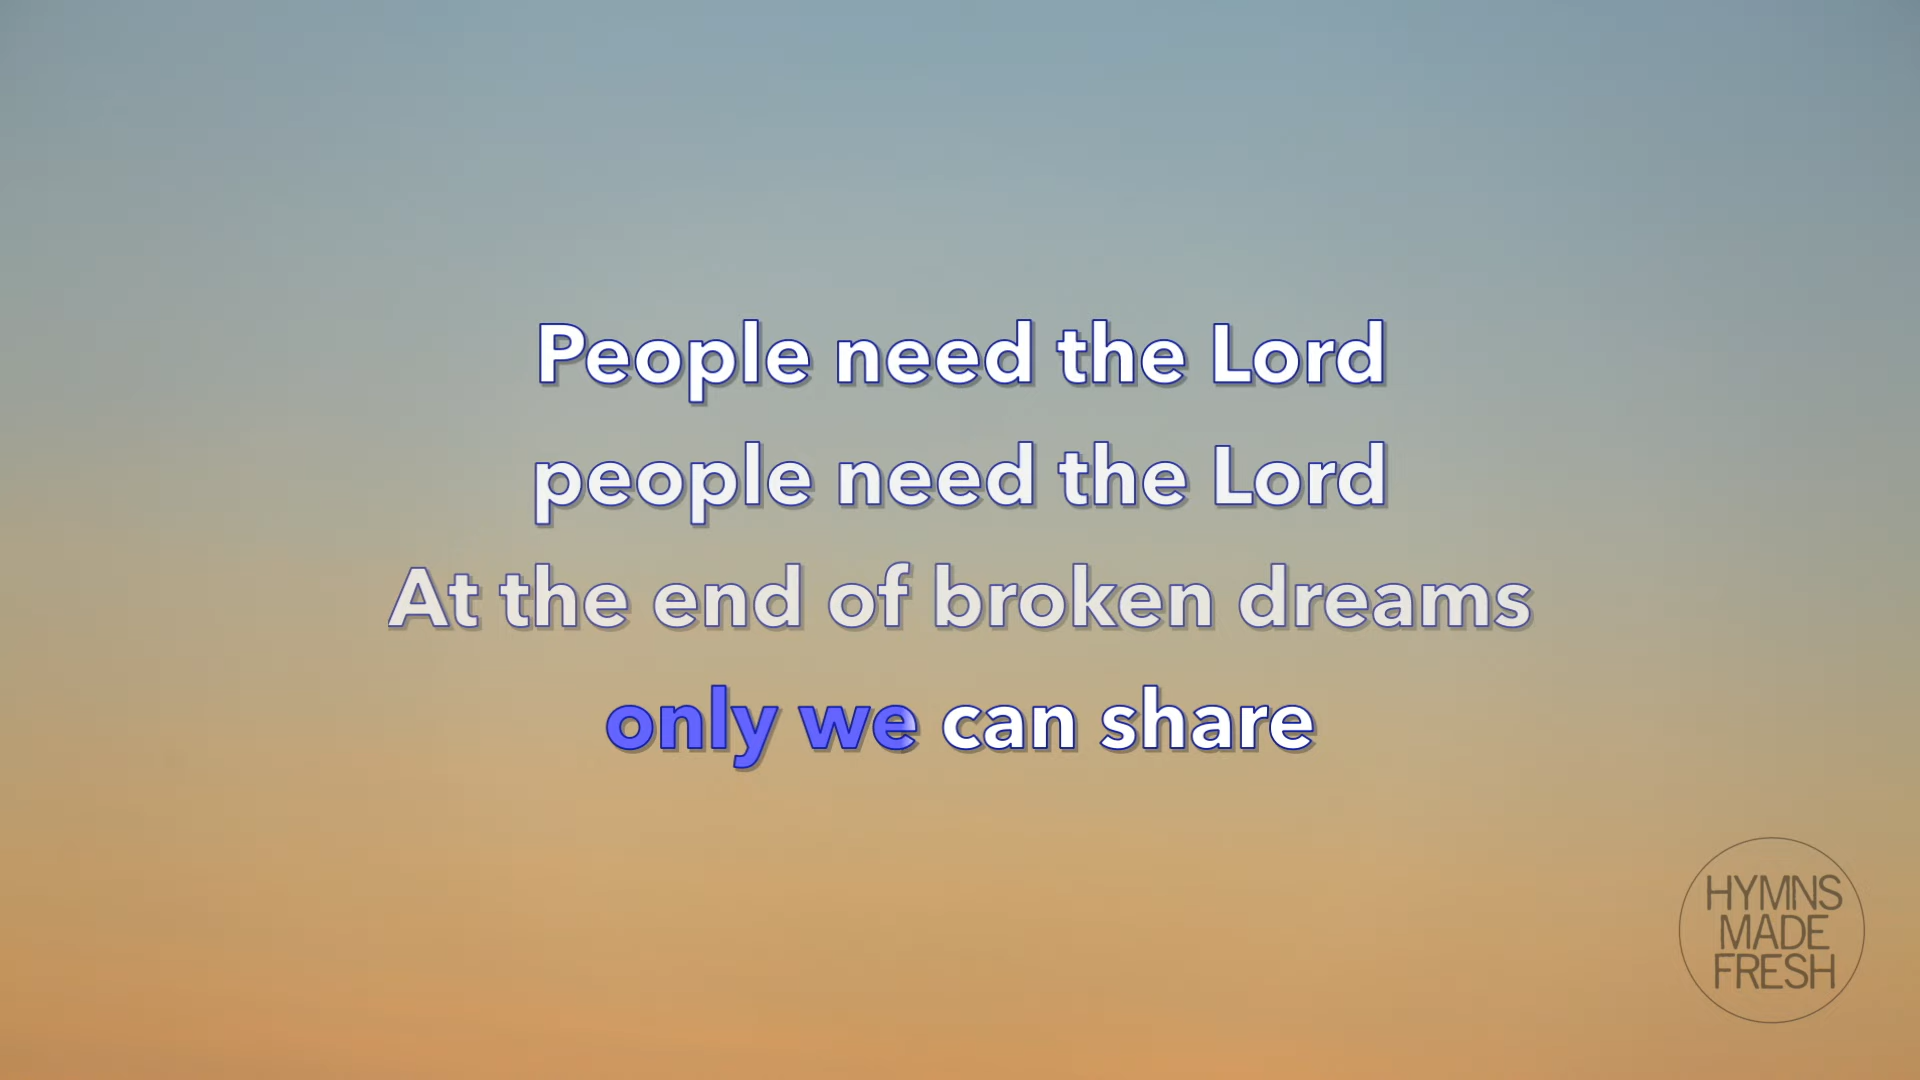 People need the Lord
people need the Lord
At the end of broken dreams
only we can share
HYMNS
MADE
FRESH